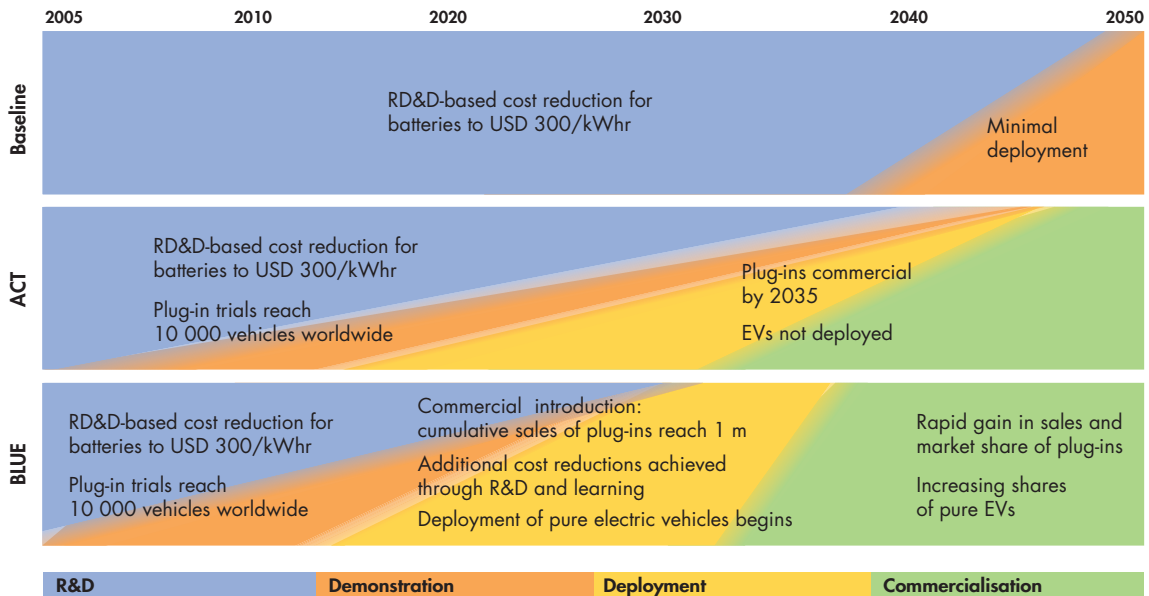 2005 2010 2020 2030 2040 2050
Baseline
RD&D-based cost reduction for
batteries to USD 300/kWhr
Minimal
deployment
ACT
RD&D-based cost reduction for
batteries to USD 300/kWhr
Plug-in trials reach
10 000 vehicles worldwide
Plug-ins commercial
by 2035
EVs not deployed
BLUE
RD&D-based cost reduction for
batteries to USD 300/kWhr
Plug-in trials reach
10 000 vehicles worldwide
Commercial introduction:
cumulative sales of plug-ins reach 1 m
Additional cost reductions achieved
through R&D and learning
Deployment of pure electric vehicles begins
Rapid gain in sales and
market share of plug-ins
Increasing shares
of pure EVs
R&D Demonstration Deployment Commercialisation